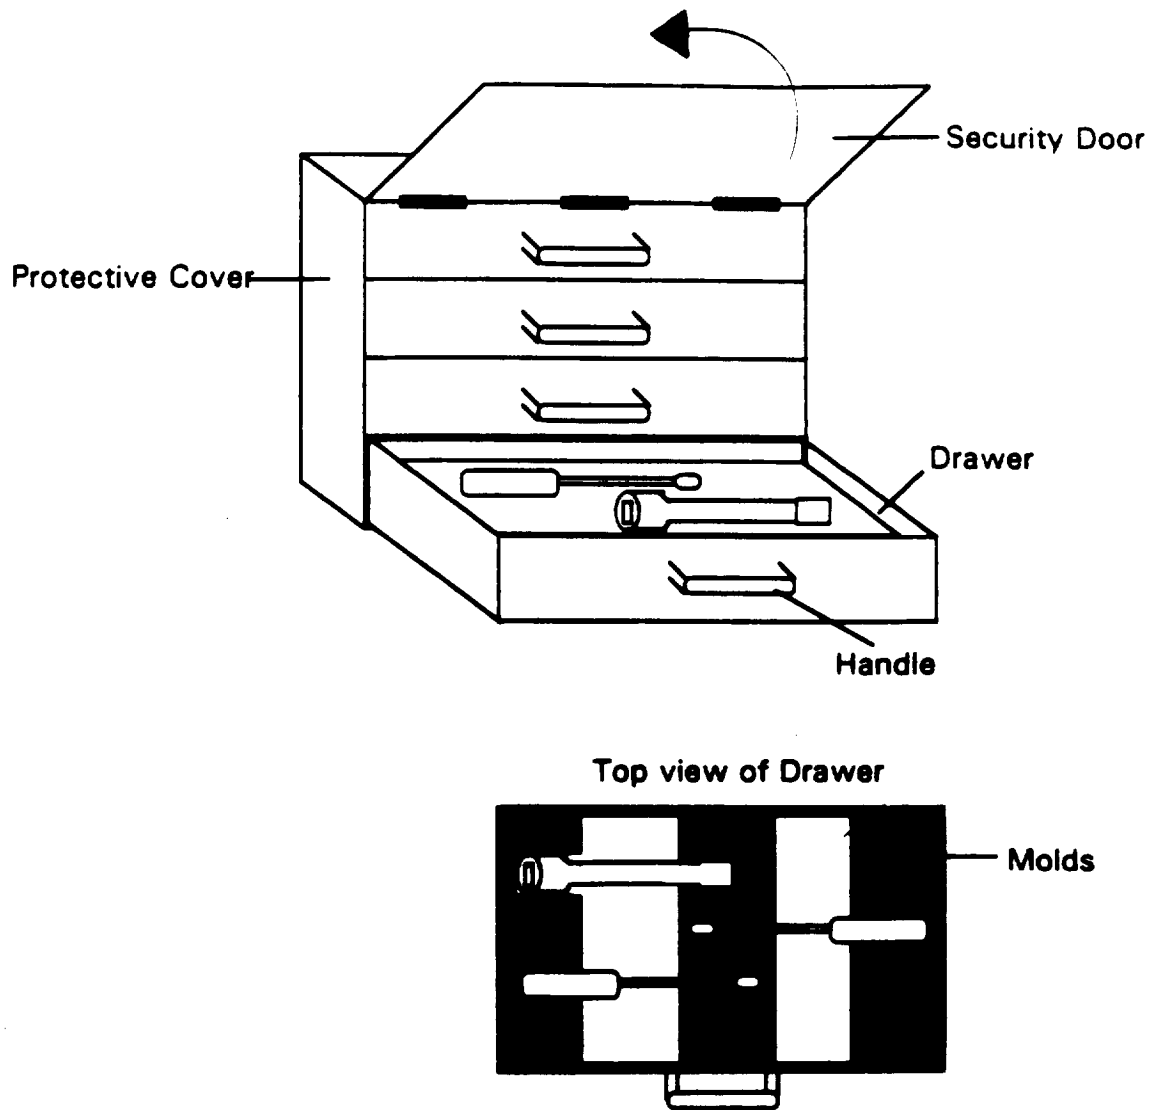 Security Door
Protective Cover
Drawer
Handle
Top view of Drawer
Molds